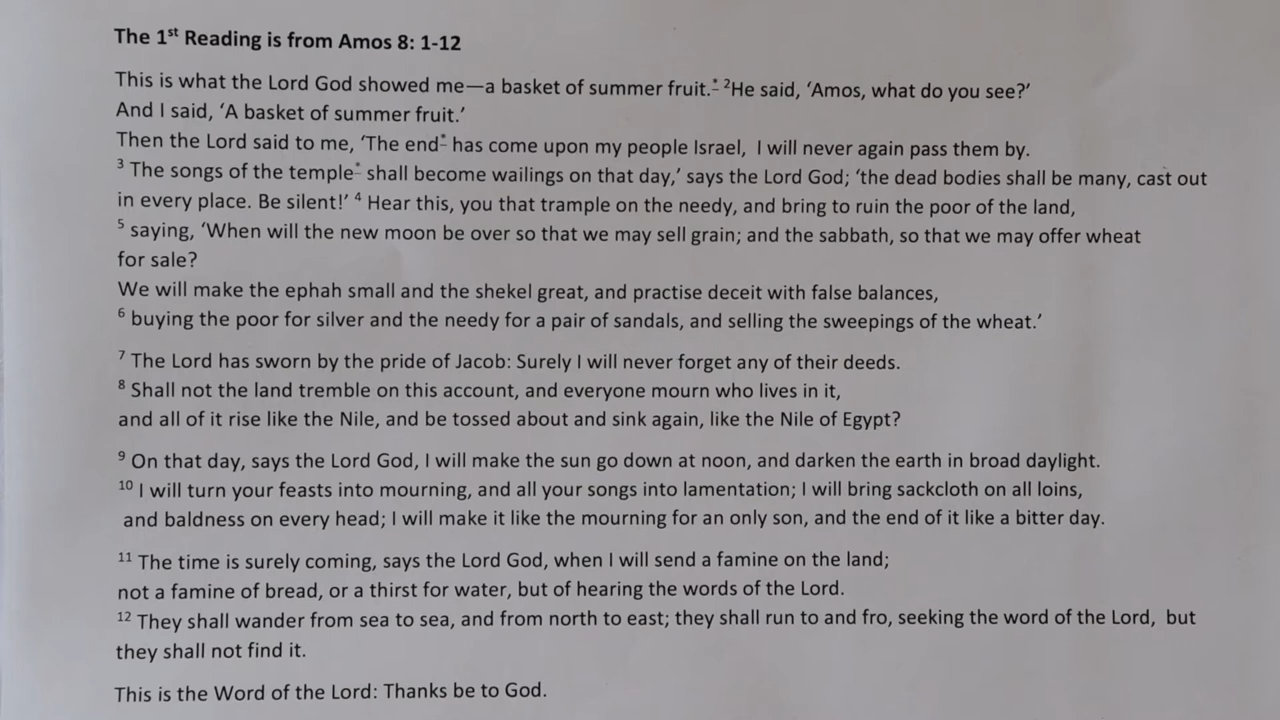 The 1st Reading is from Amos 8: 1-12
This is what the Lord God showed me—a basket of summer fruit.* 2He said, ‘Amos, what do you see?’
And I said, ‘A basket of summer fruit.’
Then the Lord said to me, ‘The end* has come upon my people Israel, I will never again pass them by.
3 The songs of the temple* shall become wailings on that day,’ says the Lord God; ‘the dead bodies shall be many, cast out
in every place. Be silent!’ 4 Hear this, you that trample on the needy, and bring to ruin the poor of the land,
5 saying, ‘When will the new moon be over so that we may sell grain; and the sabbath, so that we may offer wheat
for sale?
We will make the ephah small and the shekel great, and practise deceit with false balances,
6 buying the poor for silver and the needy for a pair of sandals, and selling the sweepings of the wheat.’
7 The Lord has sworn by the pride of Jacob: Surely I will never forget any of their deeds.
8 Shall not the land tremble on this account, and everyone mourn who lives in it,
and all of it rise like the Nile, and be tossed about and sink again, like the Nile of Egypt?
9 On that day, says the Lord God, I will make the sun go down at noon, and darken the earth in broad daylight.
10 I will turn your feasts into mourning, and all your songs into lamentation; I will bring sackcloth on all loins,
and baldness on every head; I will make it like the mourning for an only son, and the end of it like a bitter day.
11 The time is surely coming, says the Lord God, when I will send a famine on the land;
not a famine of bread, or a thirst for water, but of hearing the words of the Lord.
12 They shall wander from sea to sea, and from north to east; they shall run to and fro, seeking the word of the Lord, but
they shall not find it.
This is the Word of the Lord: Thanks be to God.